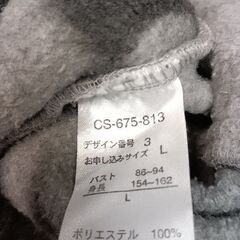 CS-675-813
デザイン番号 3
お申し込みサイズ L
バスト 86~94
身長 154~162
L
ポリエステル 100%